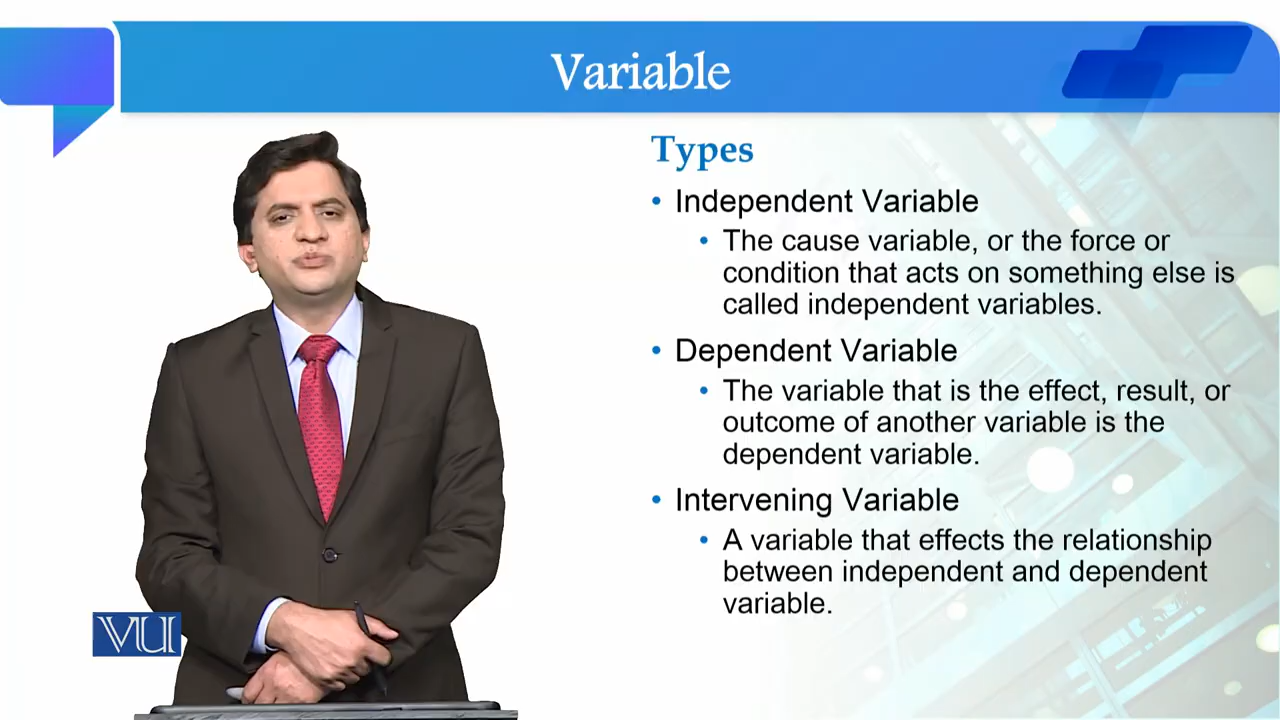 Variable
Types
• Independent Variable
• The cause variable, or the force or
condition that acts on something else is
called independent variables.
• Dependent Variable
• The variable that is the effect, result, or
outcome of another variable is the
dependent variable.
• Intervening Variable
• A variable that effects the relationship
between independent and dependent
variable.
VU